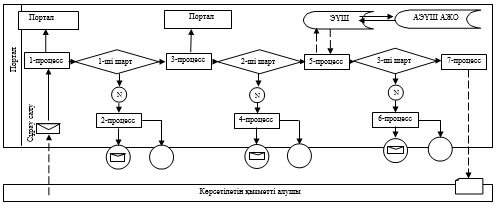 Портал
Портал
ЭҮШ
АЭҮШ АЖО
Портал
1-процесс
1-ші шарт
3-процесс
2-ші шарт
5-процесс
3-ші шарт
7-процесс
N
N
N
2-процесс
4-процесс
6-процесс
салу
Көрсетілетін қызметті алушы